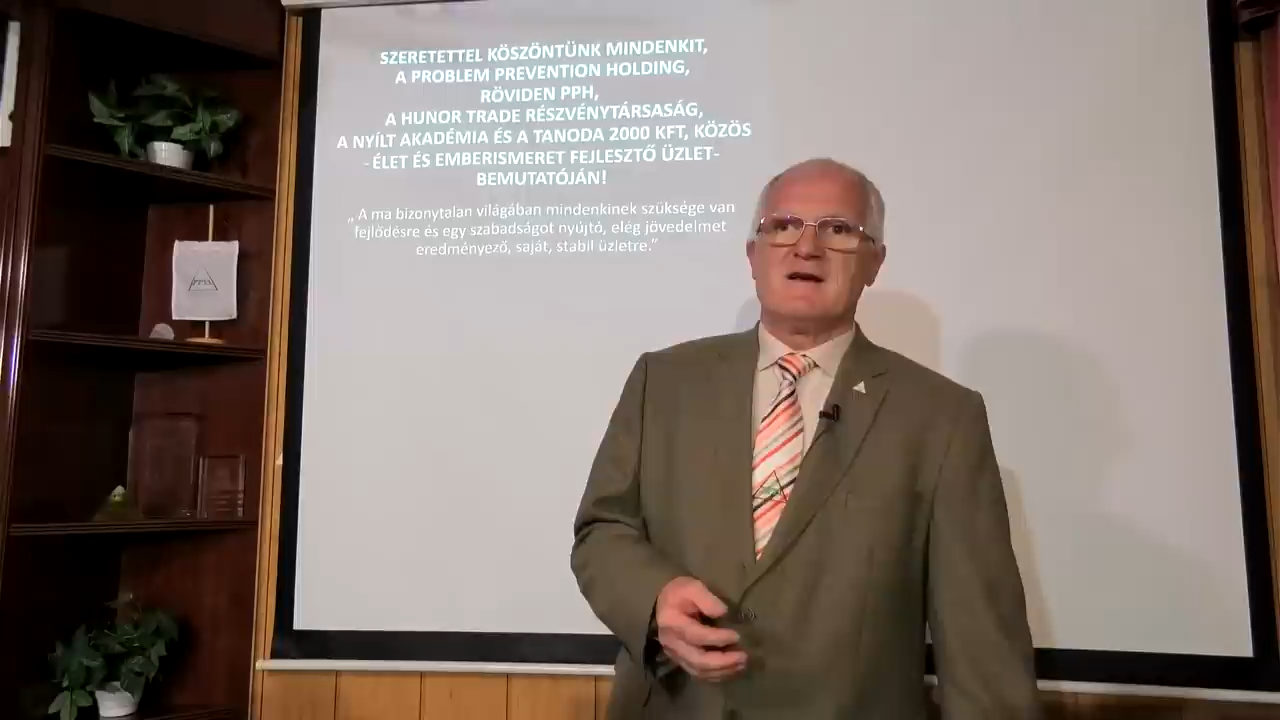 SZERETETTEL KÖSZÖNTÜNK MINDENKIT,
A PROBLEM PREVENTION HOLDING,
RÖVIDEN PPH,
A HUNOR TRADE RÉSZVÉNYTÁRSASÁG,
A NYÍLT AKADÉMIA ÉS A TANODA 2000 KFT, KÖZÖS
- ÉLET ÉS EMBERISMERET FEJLESZTŐ ÜZLET-
BEMUTATÓJÁN!
„ A ma bizonytalan világában mindenkinek szüksége van
fejlődésre és egy szabadságot nyújtó, elég jövedelmet
eredményező, saját, stabil üzletre.”